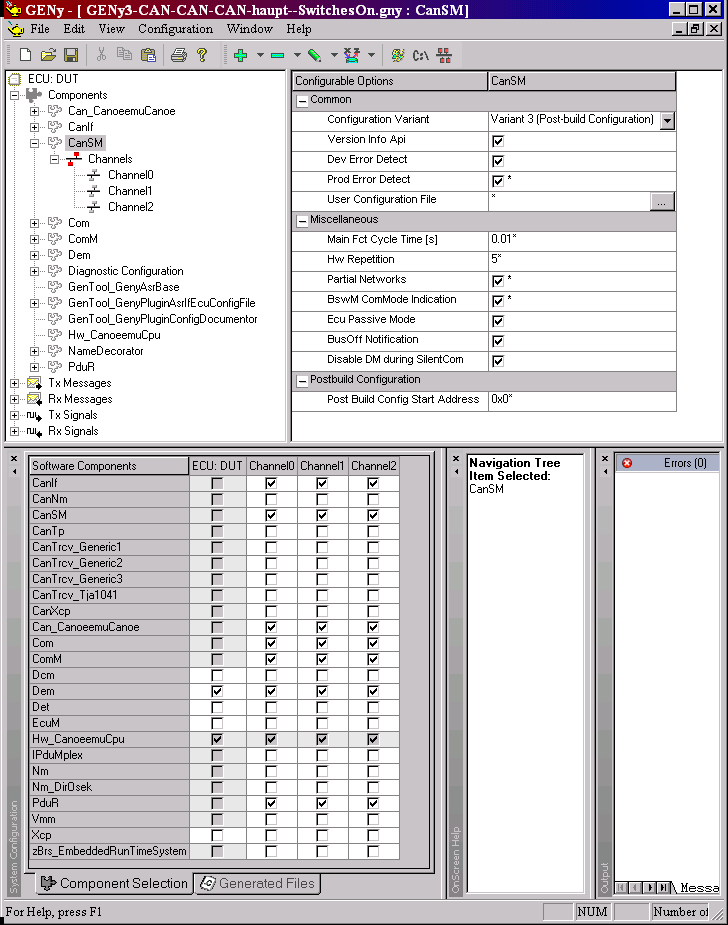 GENy - [ GENy3-CAN-CAN-CAN-haupt--SwitchesOn.gny : CanSM]
File Edit View Configuration Window Help
C:\
ECU: DUT
Components
Can_CanoeemuCanoe
CanIf
CanSM
Channels
Channel0
Channel1
Channel2
Com
ComM
Dem
Diagnostic Configuration
GenTool_GenyAsrBase
GenTool_GenyPluginAsrIfEcuConfigFile
GenTool_GenyPluginConfigDocumentor
Hw_CanoeemuCpu
NameDecorator
PduR
Tx Messages
Rx Messages
Tx Signals
Rx Signals
Configurable Options CanSM
Common
Configuration Variant Variant 3 (Post-build Configuration)
Version Info Api
Dev Error Detect
Prod Error Detect *
User Configuration File * ...
Miscellaneous
Main Fct Cycle Time [s] 0.01*
Hw Repetition 5*
Partial Networks *
BswM ComMode Indication *
Ecu Passive Mode
BusOff Notification
Disable DM during SilentCom
Postbuild Configuration
Post Build Config Start Address 0x0*
System Configuration
Software Components ECU: DUT Channel0 Channel1 Channel2
CanIf
CanNm
CanSM
CanTp
CanTrcv_Generic1
CanTrcv_Generic2
CanTrcv_Generic3
CanTrcv_Tja1041
CanXcp
Can_CanoeemuCanoe
Com
ComM
Dcm
Dem
Det
EcuM
Hw_CanoeemuCpu
IPduMplex
Nm
Nm_DirOsek
PduR
Vmm
Xcp
zBrs_EmbeddedRunTimeSystem
Component Selection Generated Files
OnScreen Help
Navigation Tree
Item Selected:
CanSM
Output
Errors (0)
Messa
For Help, press F1 NUM Number of